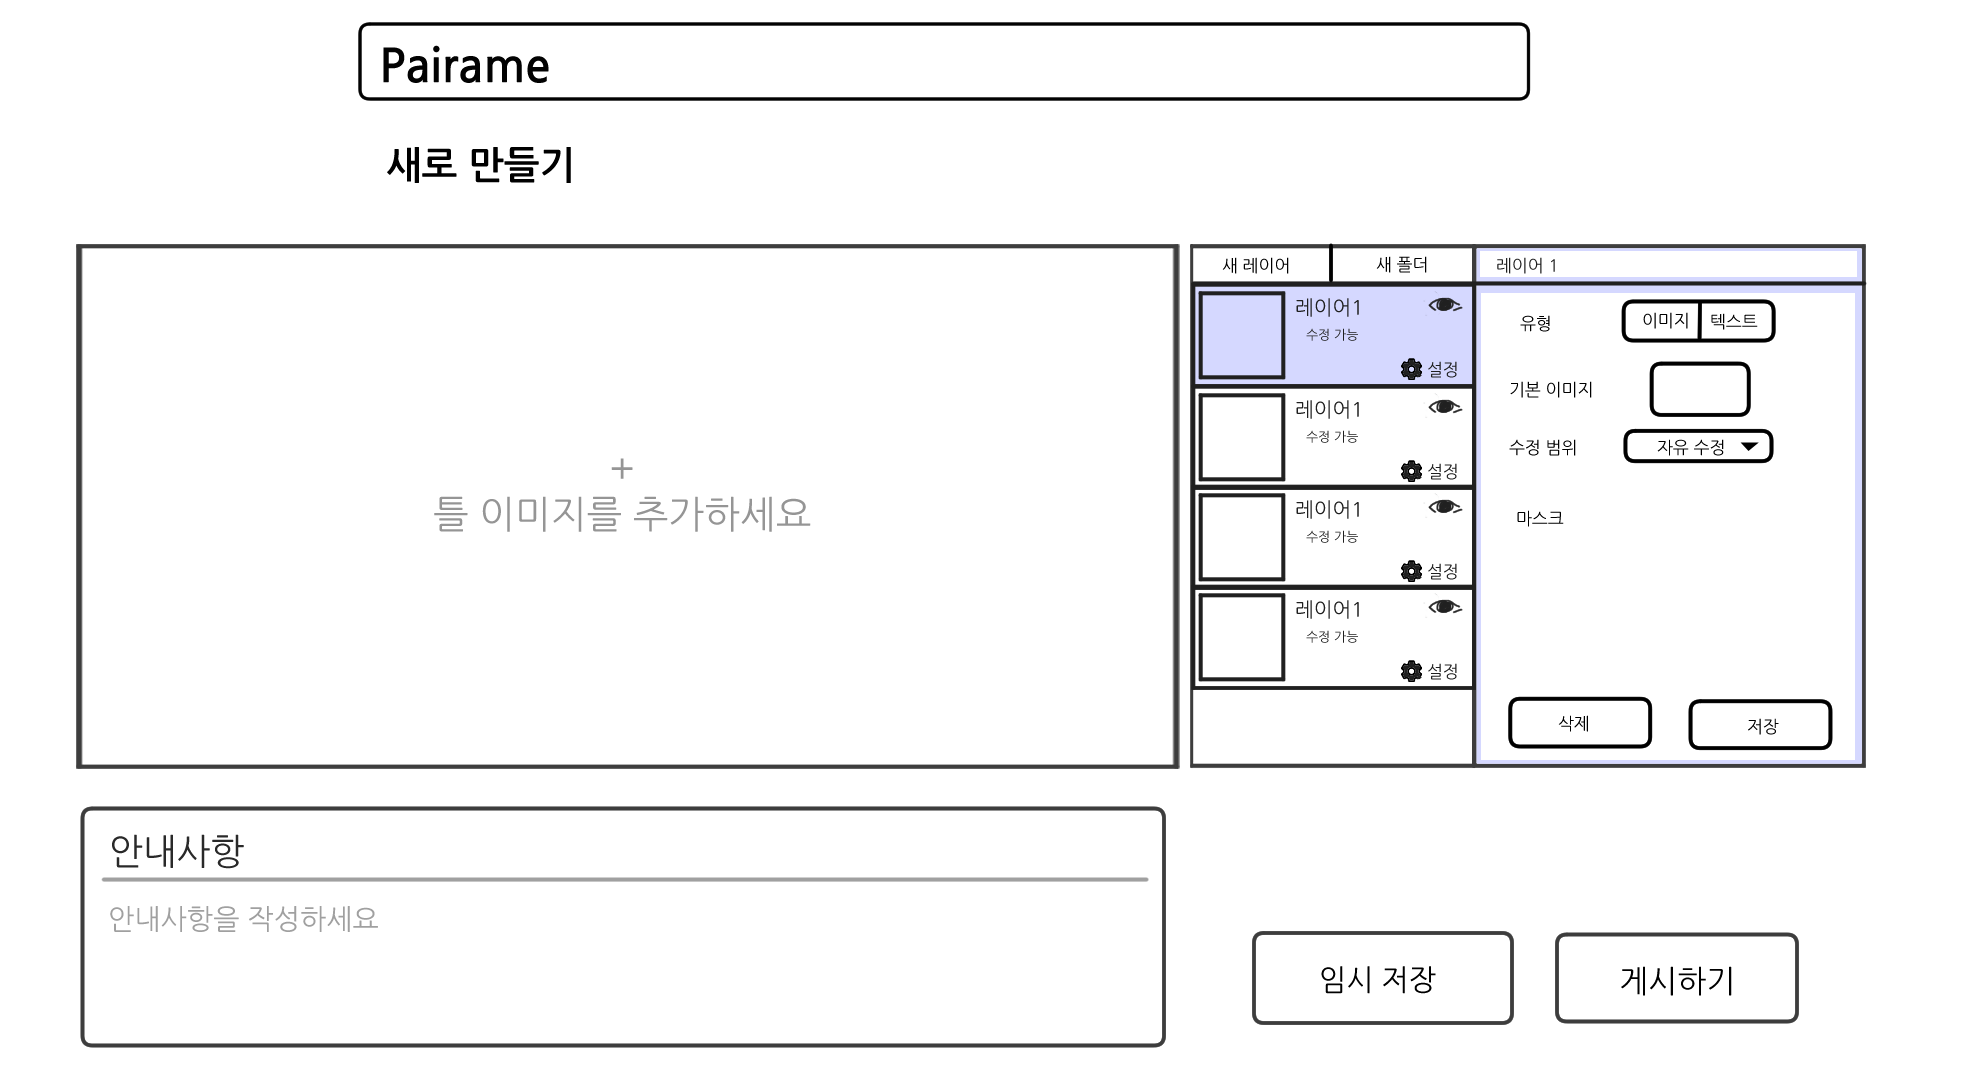 Pairame
새로 만들기
+
틀 이미지를 추가하세요
새 레이어
새 폴더
레이어1
수정 가능
설정
레이어1
수정 가능
설정
레이어1
수정 가능
설정
레이어1
수정 가능
설정
레이어 1
유형
이미지
텍스트
기본 이미지
수정 범위
자유 수정
마스크
삭제
저장
안내사항
안내사항을 작성하세요
임시 저장
게시하기